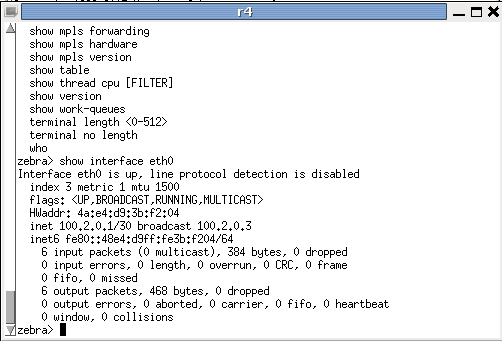 r4
show mpls forwarding
show mpls hardware
show mpls version
show table
show thread cpu [FILTER]
show version
show work-queues
terminal length <0-512>
terminal no length
who
zebra> show interface eth0
Interface eth0 is up, line protocol detection is disabled
index 3 metric 1 mtu 1500
flags: <UP,BROADCAST,RUNNING,MULTICAST>
HWaddr: 4a:e4:d9:3b:f2:04
inet 100.2.0.1/30 broadcast 100.2.0.3
inet6 fe80::48e4:d9ff:fe3b:f204/64
6 input packets (0 multicast), 384 bytes, 0 dropped
0 input errors, 0 length, 0 overrun, 0 CRC, 0 frame
0 fifo, 0 missed
6 output packets, 468 bytes, 0 dropped
0 output errors, 0 aborted, 0 carrier, 0 fifo, 0 heartbeat
0 window, 0 collisions
zebra>